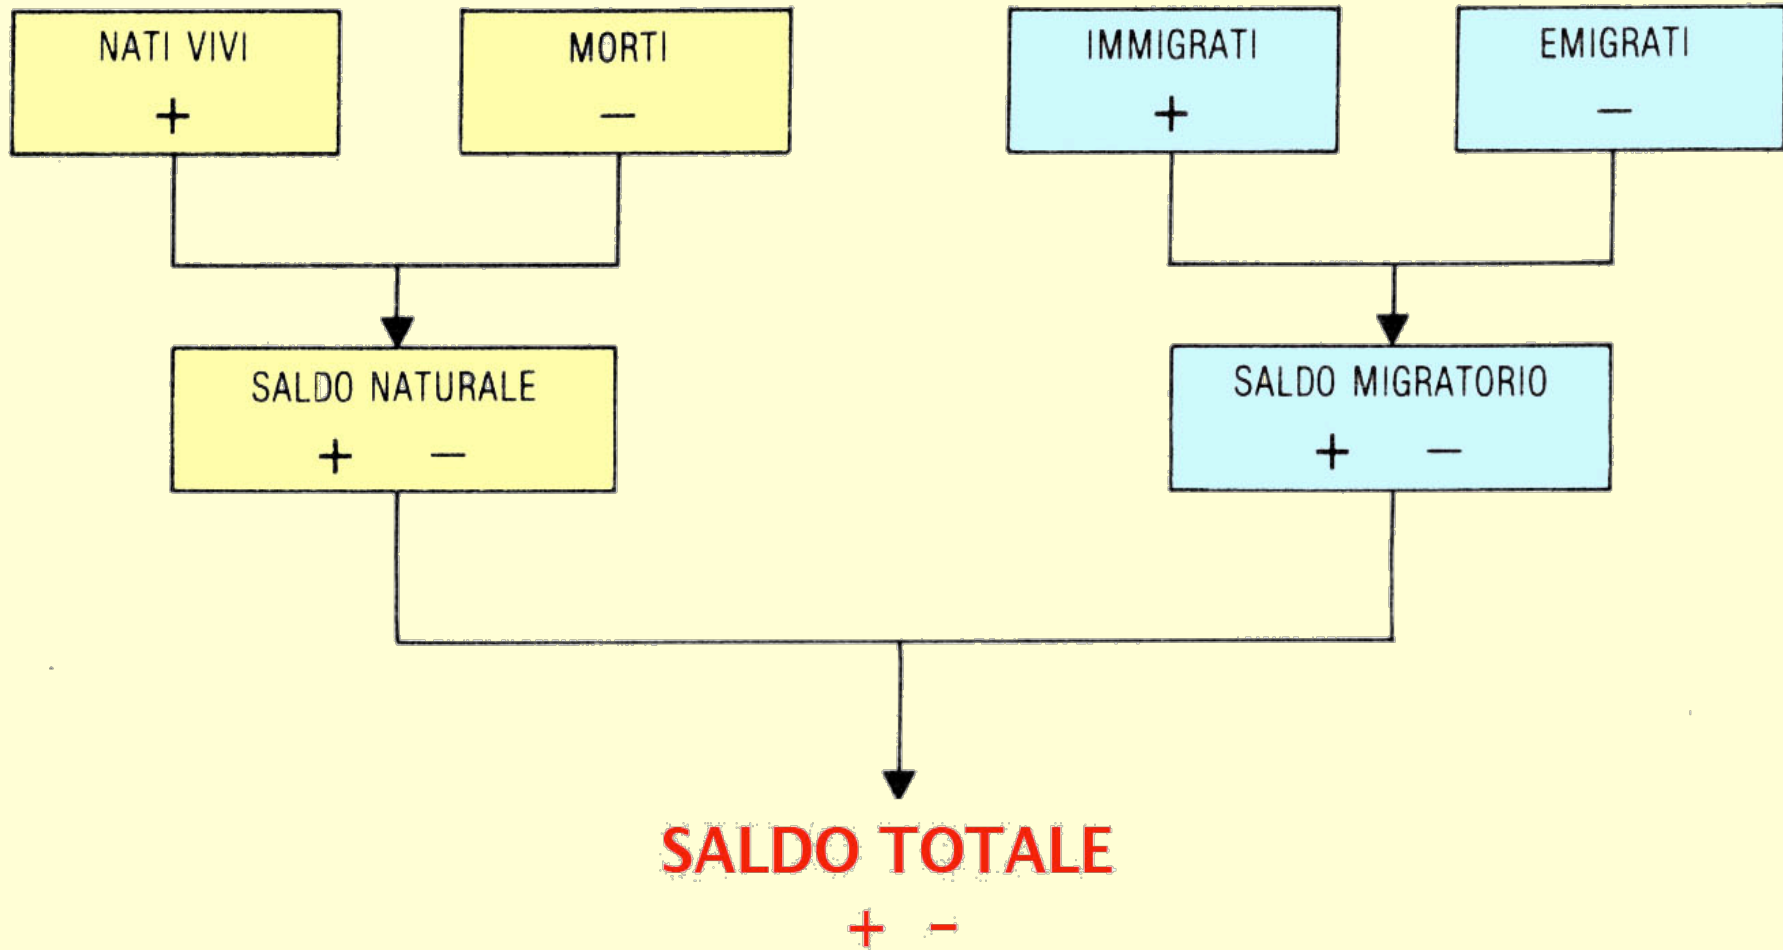 NATI VIVI
+
MORTI
−
IMMIGRATI
+
EMIGRATI
−
SALDO NATURALE
+ −
SALDO MIGRATORIO
+ −
SALDO TOTALE
+ -